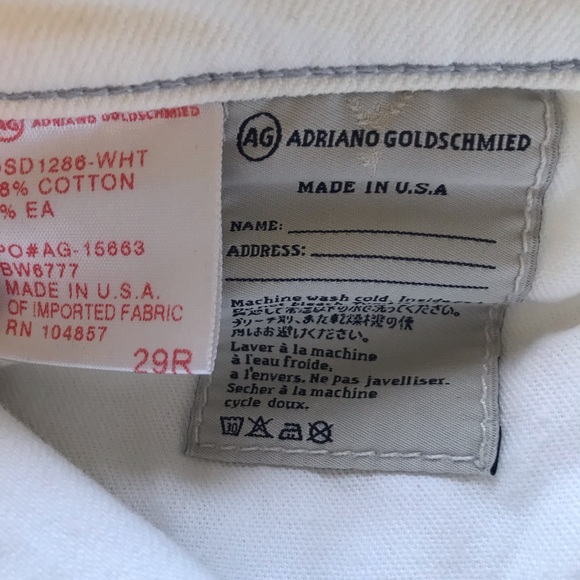 AG ADRIANO GOLDSCHMIED
SD1286-WHT
8% COTTON
% EA
PO#AG-15663
BW6777
MADE IN U.S.A.
OF IMPORTED FABRIC
RN 104857
29R
AG ADRIANO GOLDSCHMIED
MADE IN U.S.A
NAME:
ADDRESS:
Machine wash cold.
Laver à la machine
à l'eau froide,
a l'envers. Ne pas javelliser.
Secher à la machine
cycle doux.
30